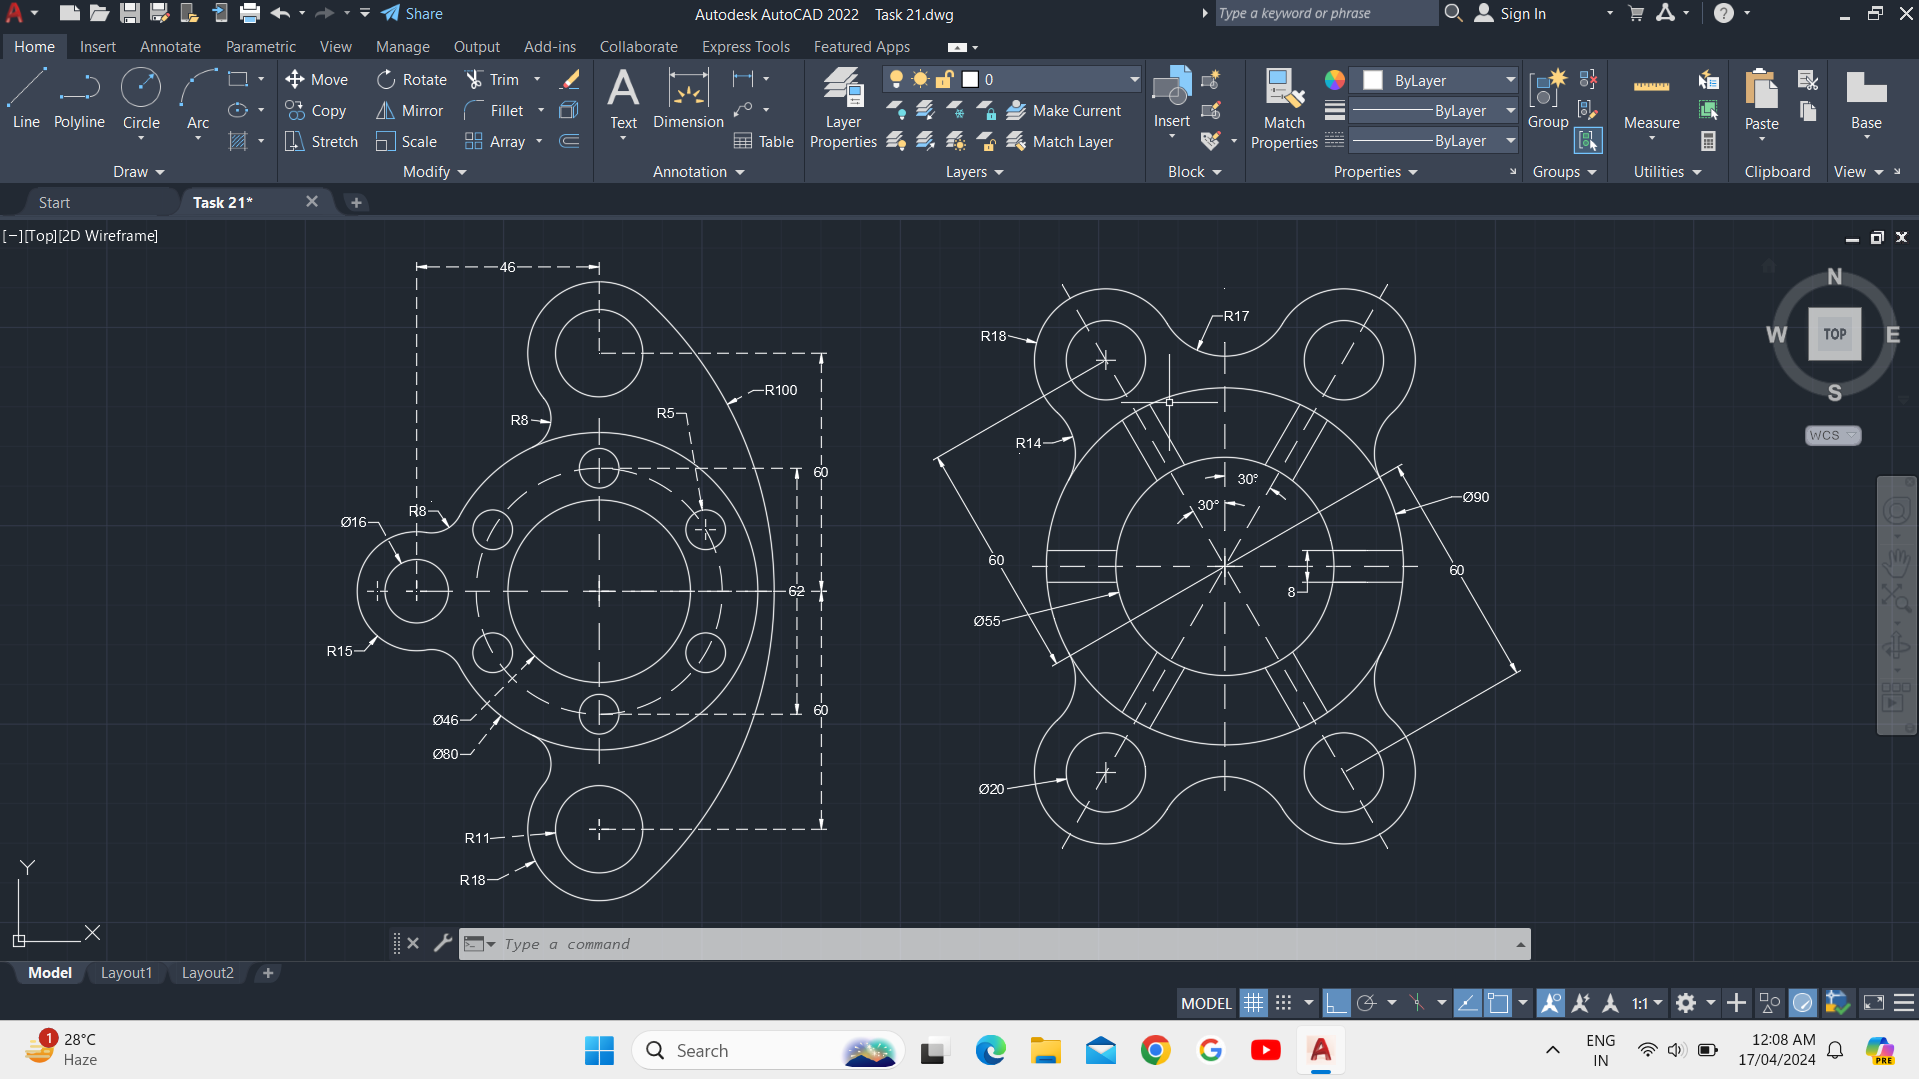 Share
Autodesk AutoCAD 2022 Task 21.dwg
Type a keyword or phrase
Sign In
Home Insert Annotate Parametric View Manage Output Add-ins Collaborate Express Tools Featured Apps
Line Polyline Circle Arc
Move Rotate Trim
Copy Mirror Fillet
Stretch Scale Array
Text Dimension
Table
Layer Properties
0
Make Current
Match Layer
Insert
Match Properties
ByLayer
ByLayer
ByLayer
Group
Measure
Paste
Base
Draw Modify Annotation Layers Block Properties Groups Utilities Clipboard View
Start Task 21*
[−][Top][2D Wireframe]
N
W TOP E
S
WCS
46
R100
R8
R5
60
R8
Ø16
62
R15
Ø46
60
Ø80
R11
R18
R17
R18
R14
30°
30°
Ø90
60
60
8
Ø55
Ø20
Y
X
Type a command
Model Layout1 Layout2
MODEL
1:1
1
28°C
Haze
Search
ENG
IN
12:08 AM
17/04/2024
PRE